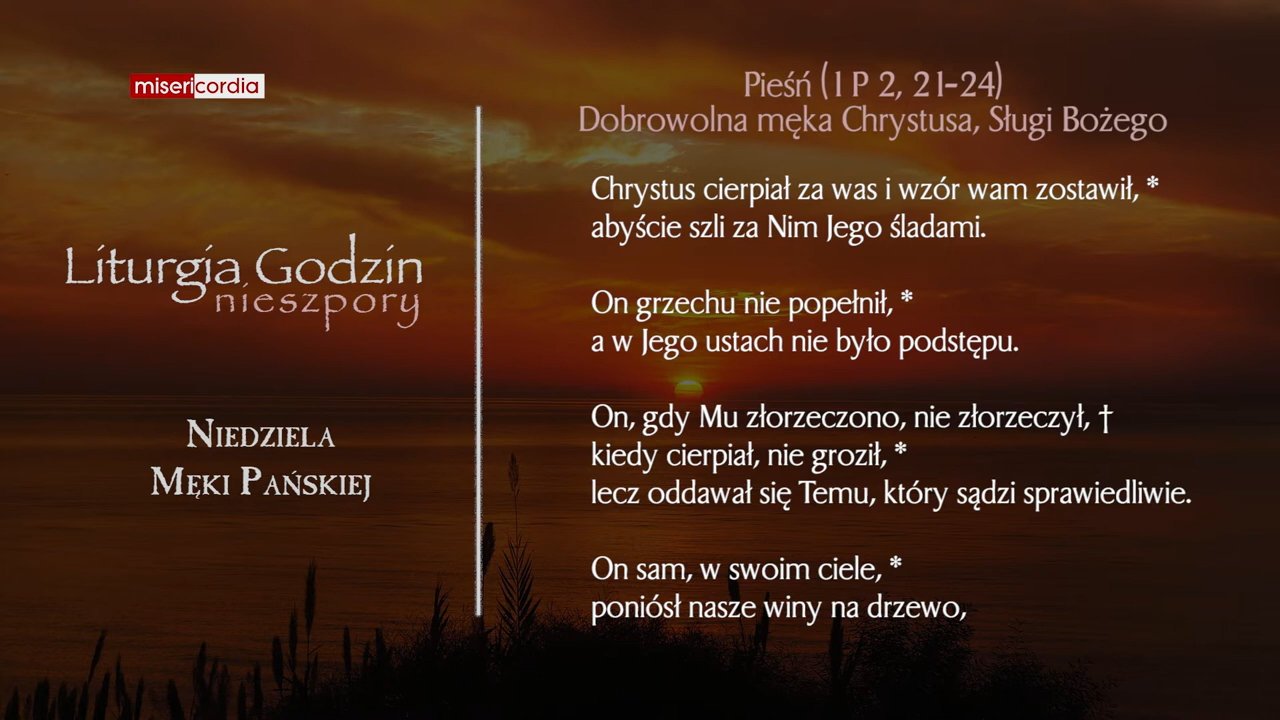 misericordia
Liturgia Godzin
nieszpory
Niedziela
Męki Pańskiej
Pieśń (1 P 2, 21-24)
Dobrowolna męka Chrystusa, Sługi Bożego
Chrystus cierpiał za was i wzór wam zostawił, *
abyście szli za Nim Jego śladami.
On grzechu nie popełnił, *
a w Jego ustach nie było podstępu.
On, gdy Mu złorzeczono, nie złorzeczył, †
kiedy cierpiał, nie groził, *
lecz oddawał się Temu, który sądzi sprawiedliwie.
On sam, w swoim ciele, *
poniósł nasze winy na drzewo,